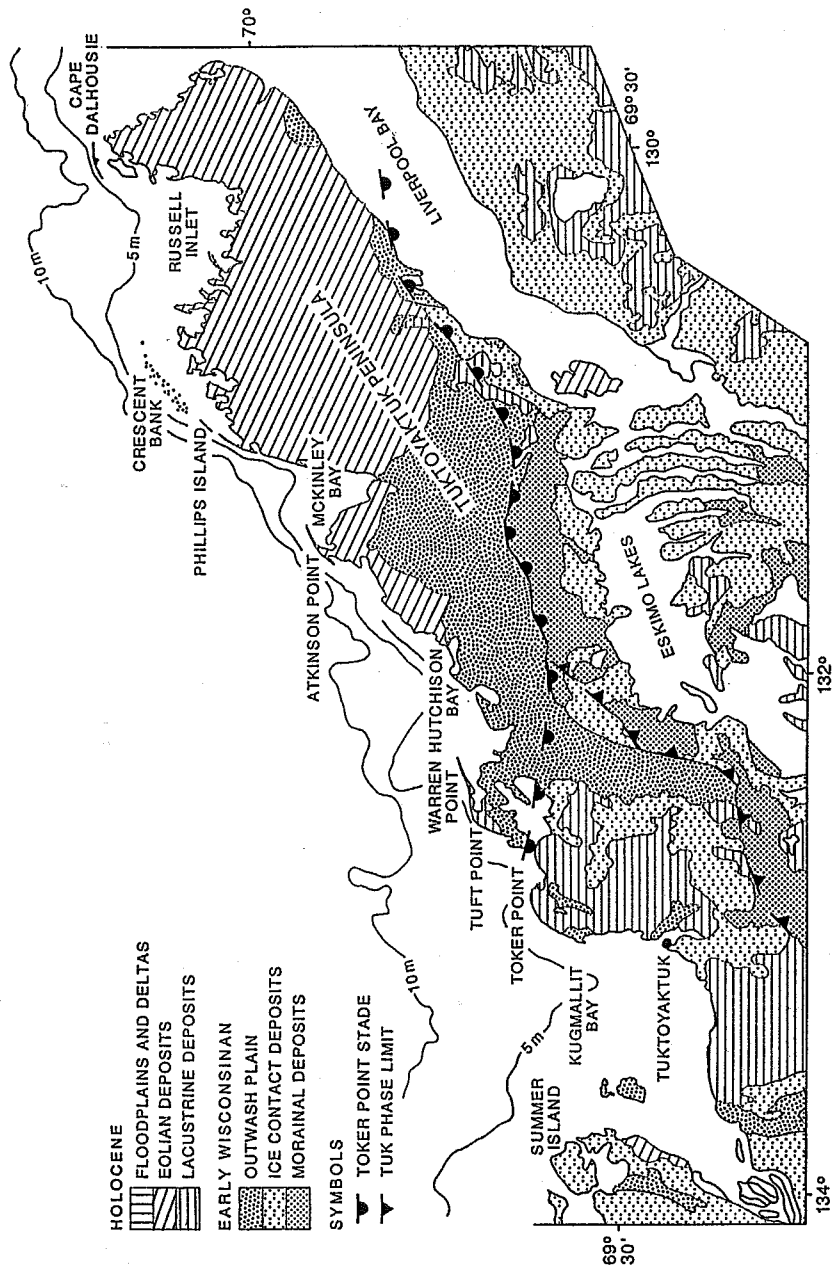 HOLOCENE
FLOODPLAINS AND DELTAS
EOLIAN DEPOSITS
LACUSTRINE DEPOSITS
EARLY WISCONSINAN
OUTWASH PLAIN
ICE CONTACT DEPOSITS
MORAINAL DEPOSITS
SYMBOLS
TOKER POINT STADE
TUK PHASE LIMIT
10m
5m
CAPE
DALHOUSIE
70°
RUSSELL
INLET
CRESCENT
BANK
PHILLIPS ISLAND
MCKINLEY
BAY
ATKINSON POINT
TUKTOYAKTUK PENINSULA
LIVERPOOL BAY
HUTCHISON
BAY
WARREN
POINT
TUFT POINT
TOKER POINT
10m
5m
KUGMALLIT
BAY
TUKTOYAKTUK
SUMMER
ISLAND
ESKIMO LAKES
69°
30'
134°
132°
130°
69° 30'